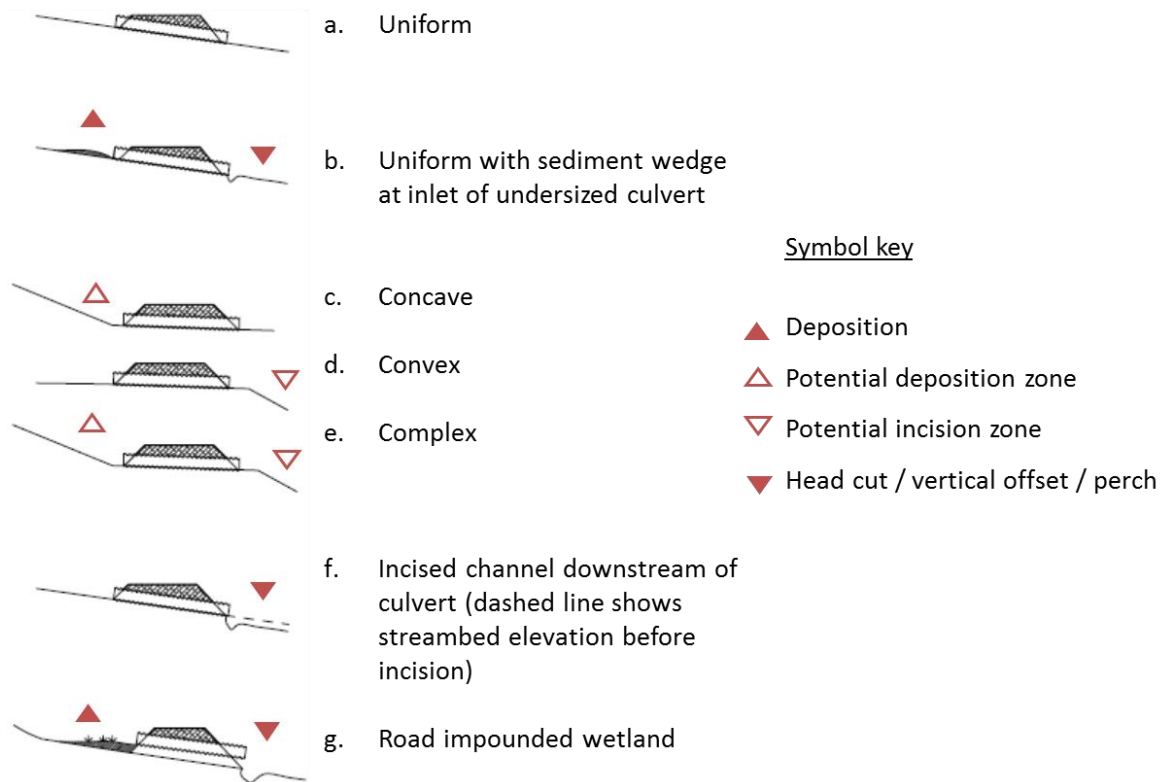 a. Uniform
b. Uniform with sediment wedge
at inlet of undersized culvert
Symbol key
c. Concave
Deposition
d. Convex
Potential deposition zone
e. Complex
Potential incision zone
Head cut / vertical offset / perch
f. Incised channel downstream of
culvert (dashed line shows
streambed elevation before
incision)
g. Road impounded wetland